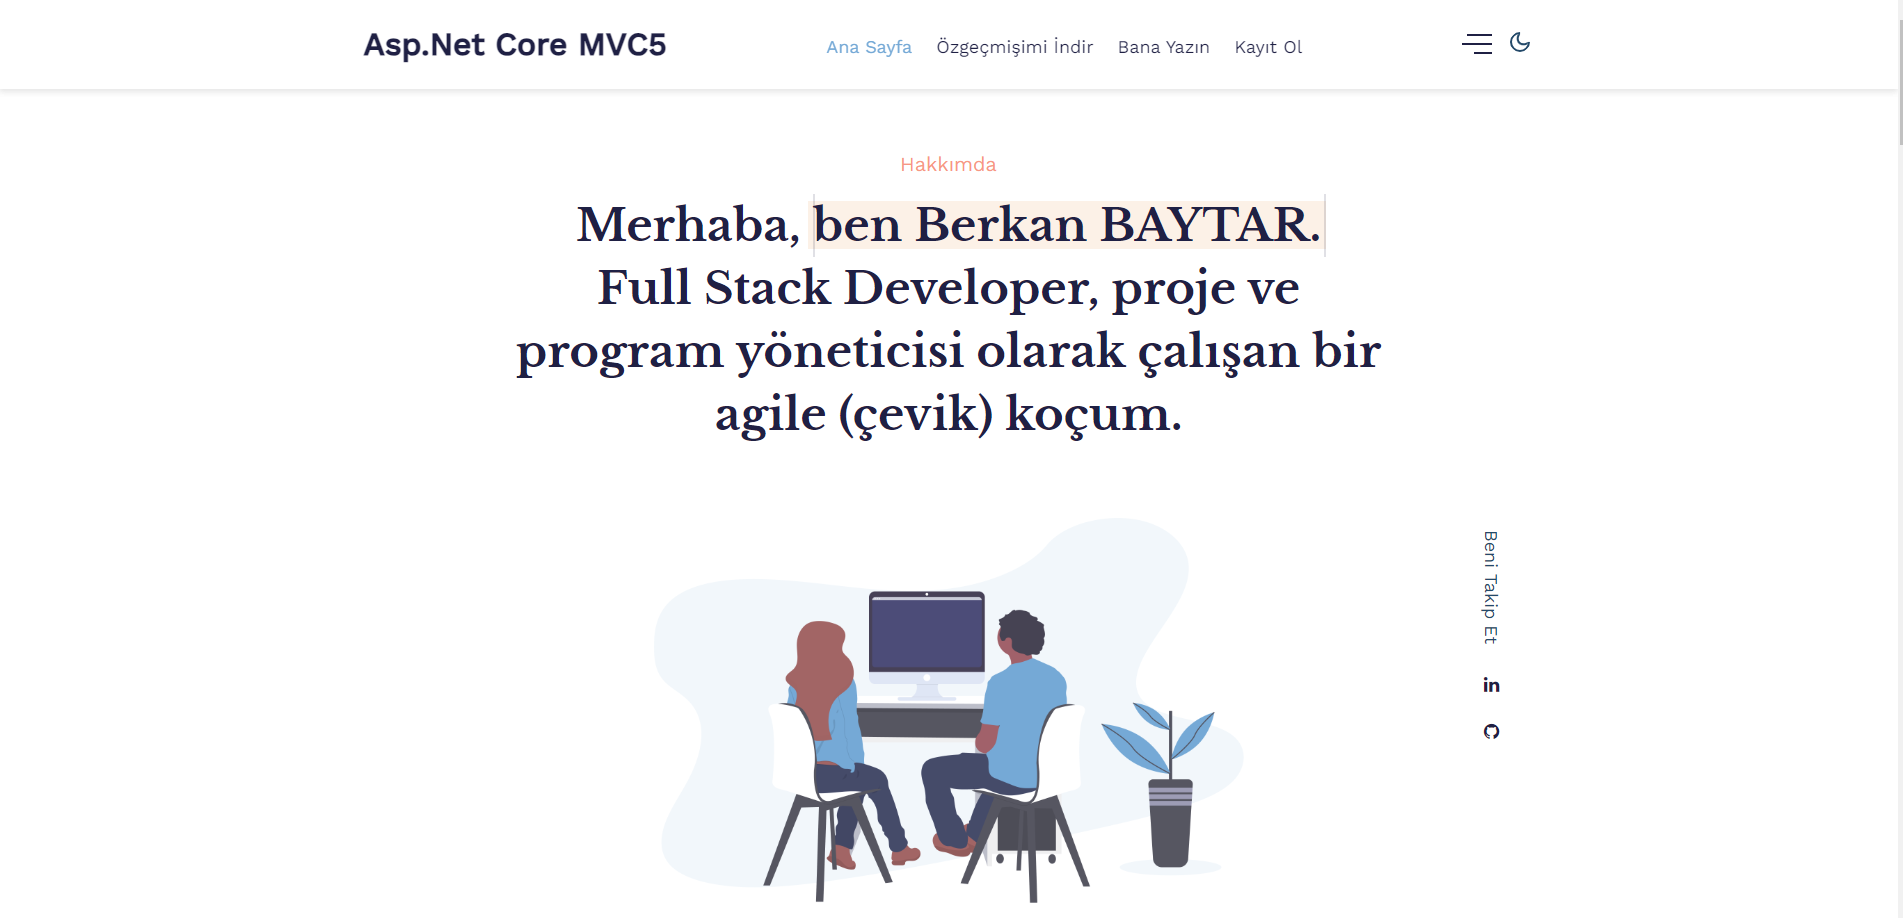 Asp.Net Core MVC5
Ana Sayfa
Özgeçmişimi İndir
Bana Yazın
Kayıt Ol
Hakkımda
Merhaba, ben Berkan BAYTAR.
Full Stack Developer, proje ve
program yöneticisi olarak çalışan bir
agile (çevik) koçum.
Beni Takip Et
in